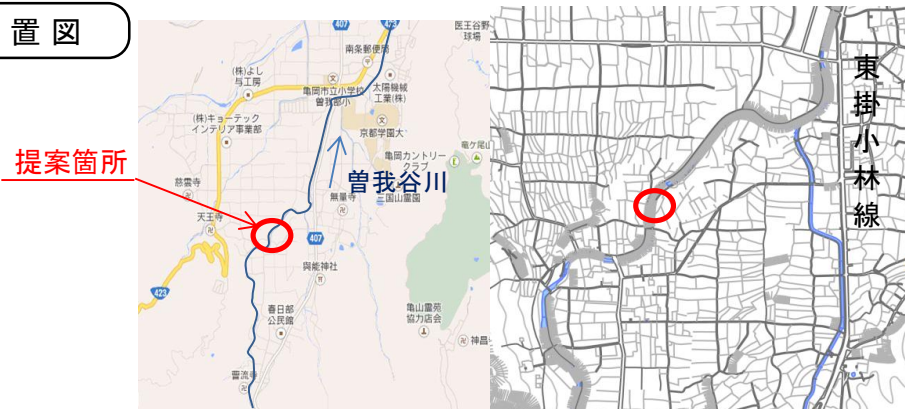 置図
407
医王谷野
球場
南条郵便局
(株)よし
与工房
太陽機械
工業(株)
亀岡市立小学校
曽我部小
(株)キョーテック
インテリア事業部
京都学園大
亀岡カントリー
クラブ
竜ケ尾山
提案箇所
曽我谷川
慈雲寺
無量寺
三国山霊園
天王寺
407
與能神社
423
春日部
公民館
亀山霊苑
協力店会
神昌
東掛小林線